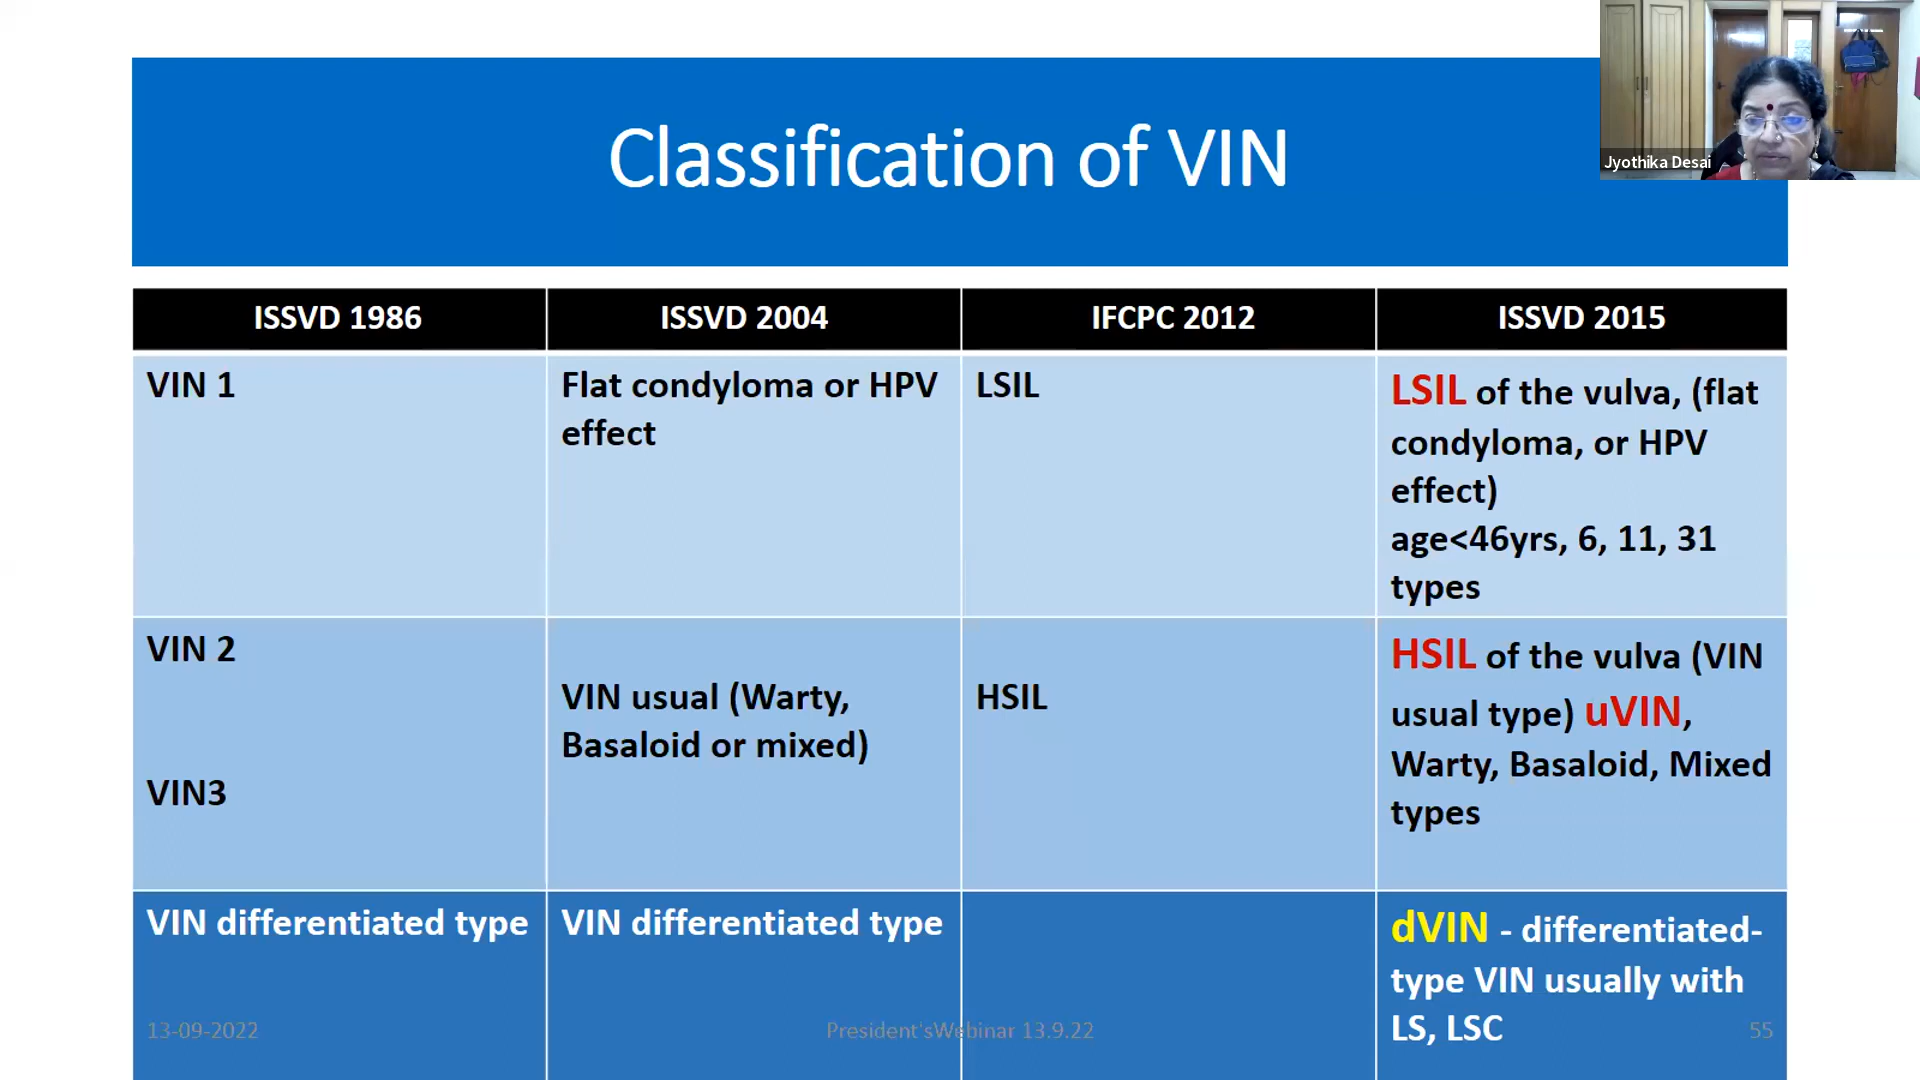 Jyothika Desai
Classification of VIN
ISSVD 1986
ISSVD 2004
IFCPC 2012
ISSVD 2015
VIN 1
Flat condyloma or HPV
effect
LSIL
LSIL of the vulva, (flat
condyloma, or HPV
effect)
age<46yrs, 6, 11, 31
types
VIN 2
VIN3
VIN usual (Warty,
Basaloid or mixed)
HSIL
HSIL of the vulva (VIN
usual type) uVIN,
Warty, Basaloid, Mixed
types
VIN differentiated type
VIN differentiated type
dVIN - differentiated-
type VIN usually with
LS, LSC
13-09-2022
President'sWebinar 13.9.22
55